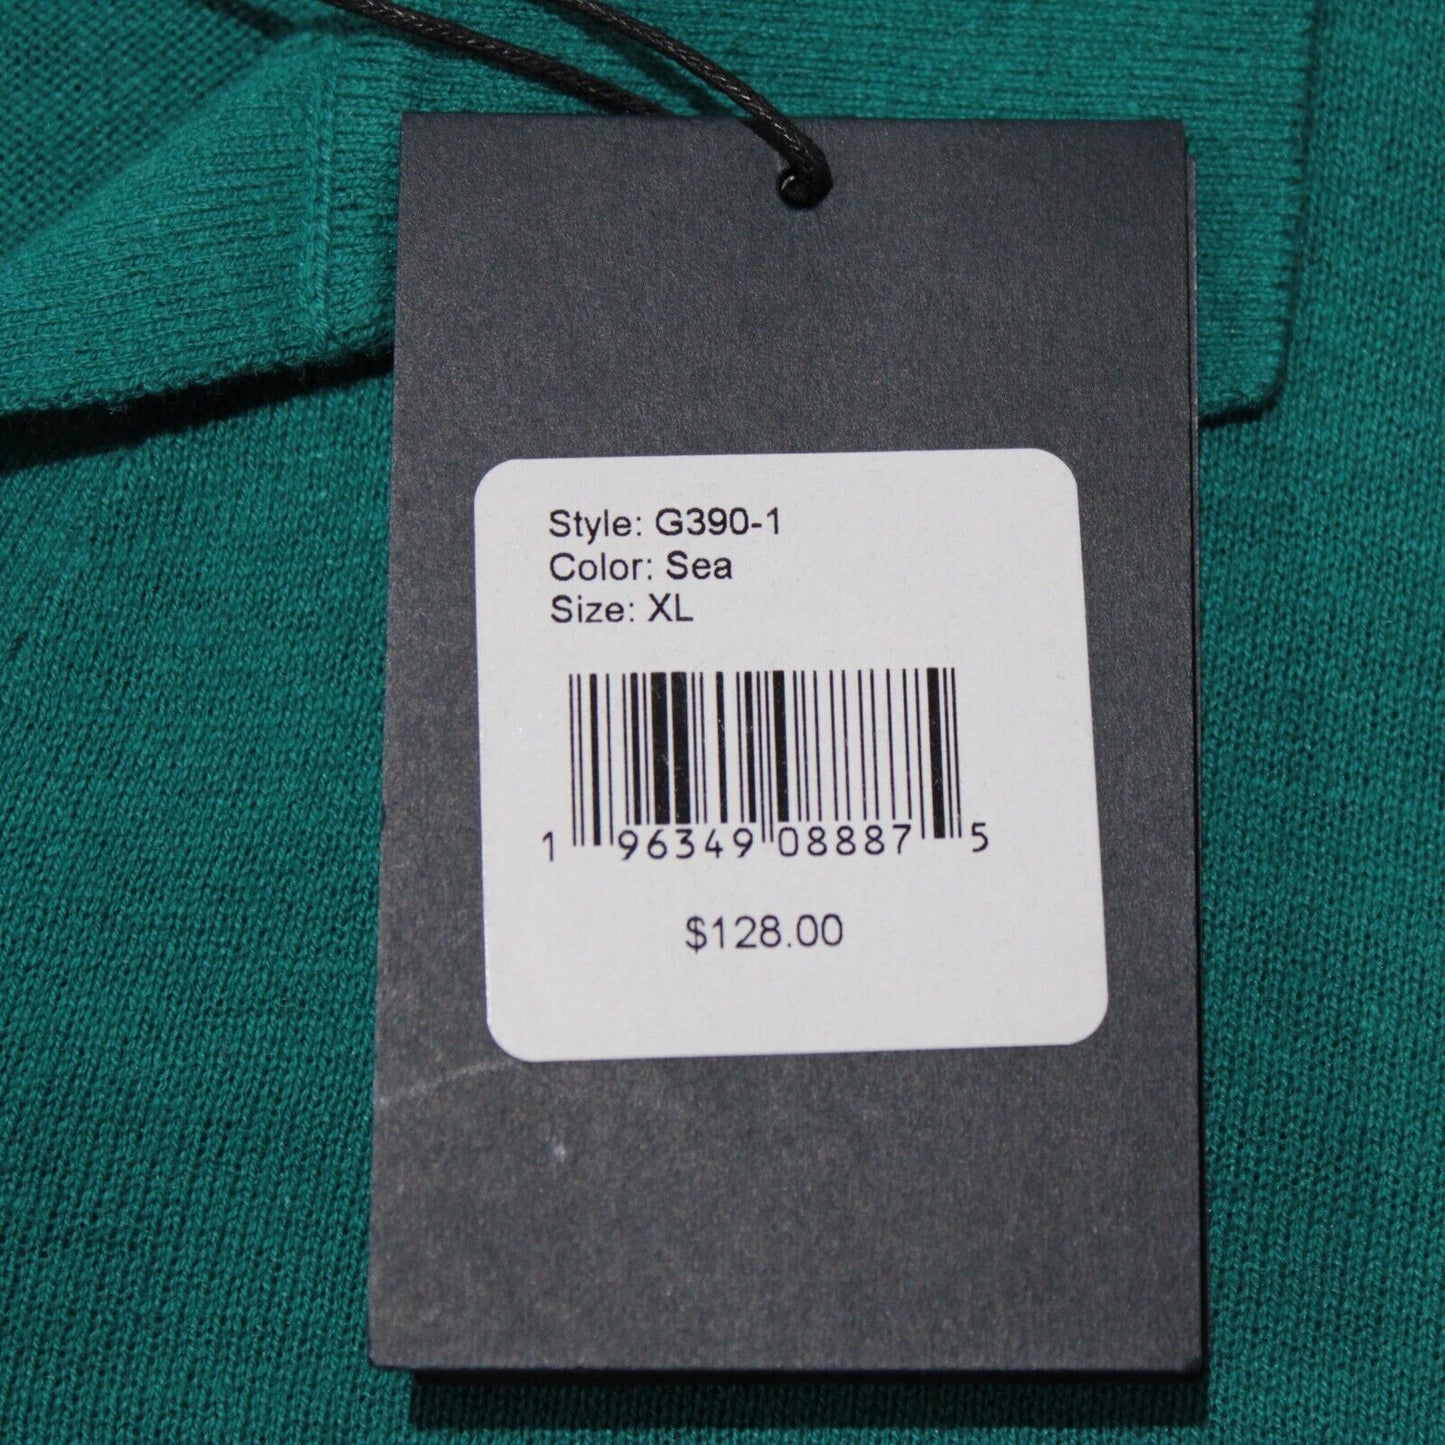 Style: G390-1
Color: Sea
Size: XL
1 96349 08887 5
$128.00